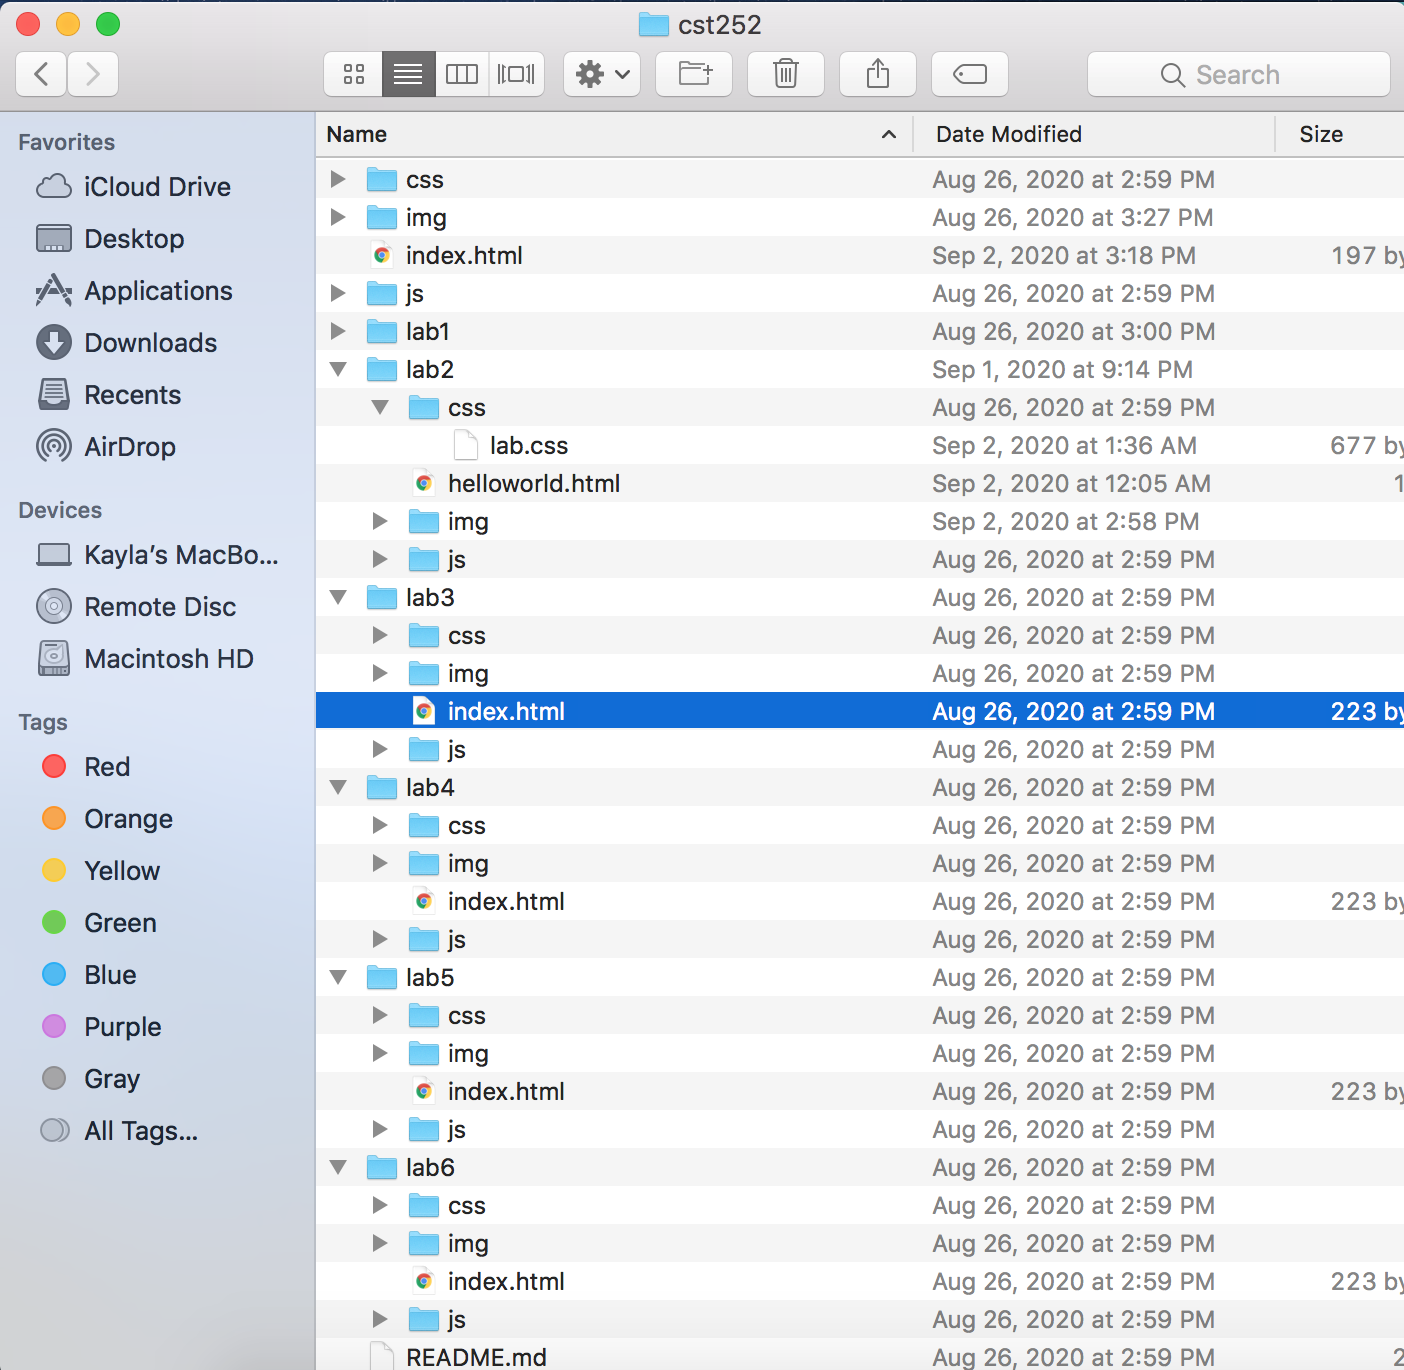 cst252
Search
Favorites
iCloud Drive
Desktop
Applications
Downloads
Recents
AirDrop
Devices
Kayla's MacBo...
Remote Disc
Macintosh HD
Tags
Red
Orange
Yellow
Green
Blue
Purple
Gray
All Tags...
Name Date Modified Size
css Aug 26, 2020 at 2:59 PM
img Aug 26, 2020 at 3:27 PM
index.html Sep 2, 2020 at 3:18 PM 197 by
js Aug 26, 2020 at 2:59 PM
lab1 Aug 26, 2020 at 3:00 PM
lab2 Sep 1, 2020 at 9:14 PM
css Aug 26, 2020 at 2:59 PM
lab.css Sep 2, 2020 at 1:36 AM 677 by
helloworld.html Sep 2, 2020 at 12:05 AM 1
img Sep 2, 2020 at 2:58 PM
js Aug 26, 2020 at 2:59 PM
lab3 Aug 26, 2020 at 2:59 PM
css Aug 26, 2020 at 2:59 PM
img Aug 26, 2020 at 2:59 PM
index.html Aug 26, 2020 at 2:59 PM 223 by
js Aug 26, 2020 at 2:59 PM
lab4 Aug 26, 2020 at 2:59 PM
css Aug 26, 2020 at 2:59 PM
img Aug 26, 2020 at 2:59 PM
index.html Aug 26, 2020 at 2:59 PM 223 by
js Aug 26, 2020 at 2:59 PM
lab5 Aug 26, 2020 at 2:59 PM
css Aug 26, 2020 at 2:59 PM
img Aug 26, 2020 at 2:59 PM
index.html Aug 26, 2020 at 2:59 PM 223 by
js Aug 26, 2020 at 2:59 PM
lab6 Aug 26, 2020 at 2:59 PM
css Aug 26, 2020 at 2:59 PM
img Aug 26, 2020 at 2:59 PM
index.html Aug 26, 2020 at 2:59 PM 223 by
js Aug 26, 2020 at 2:59 PM
README.md Aug 26, 2020 at 2:59 PM 2